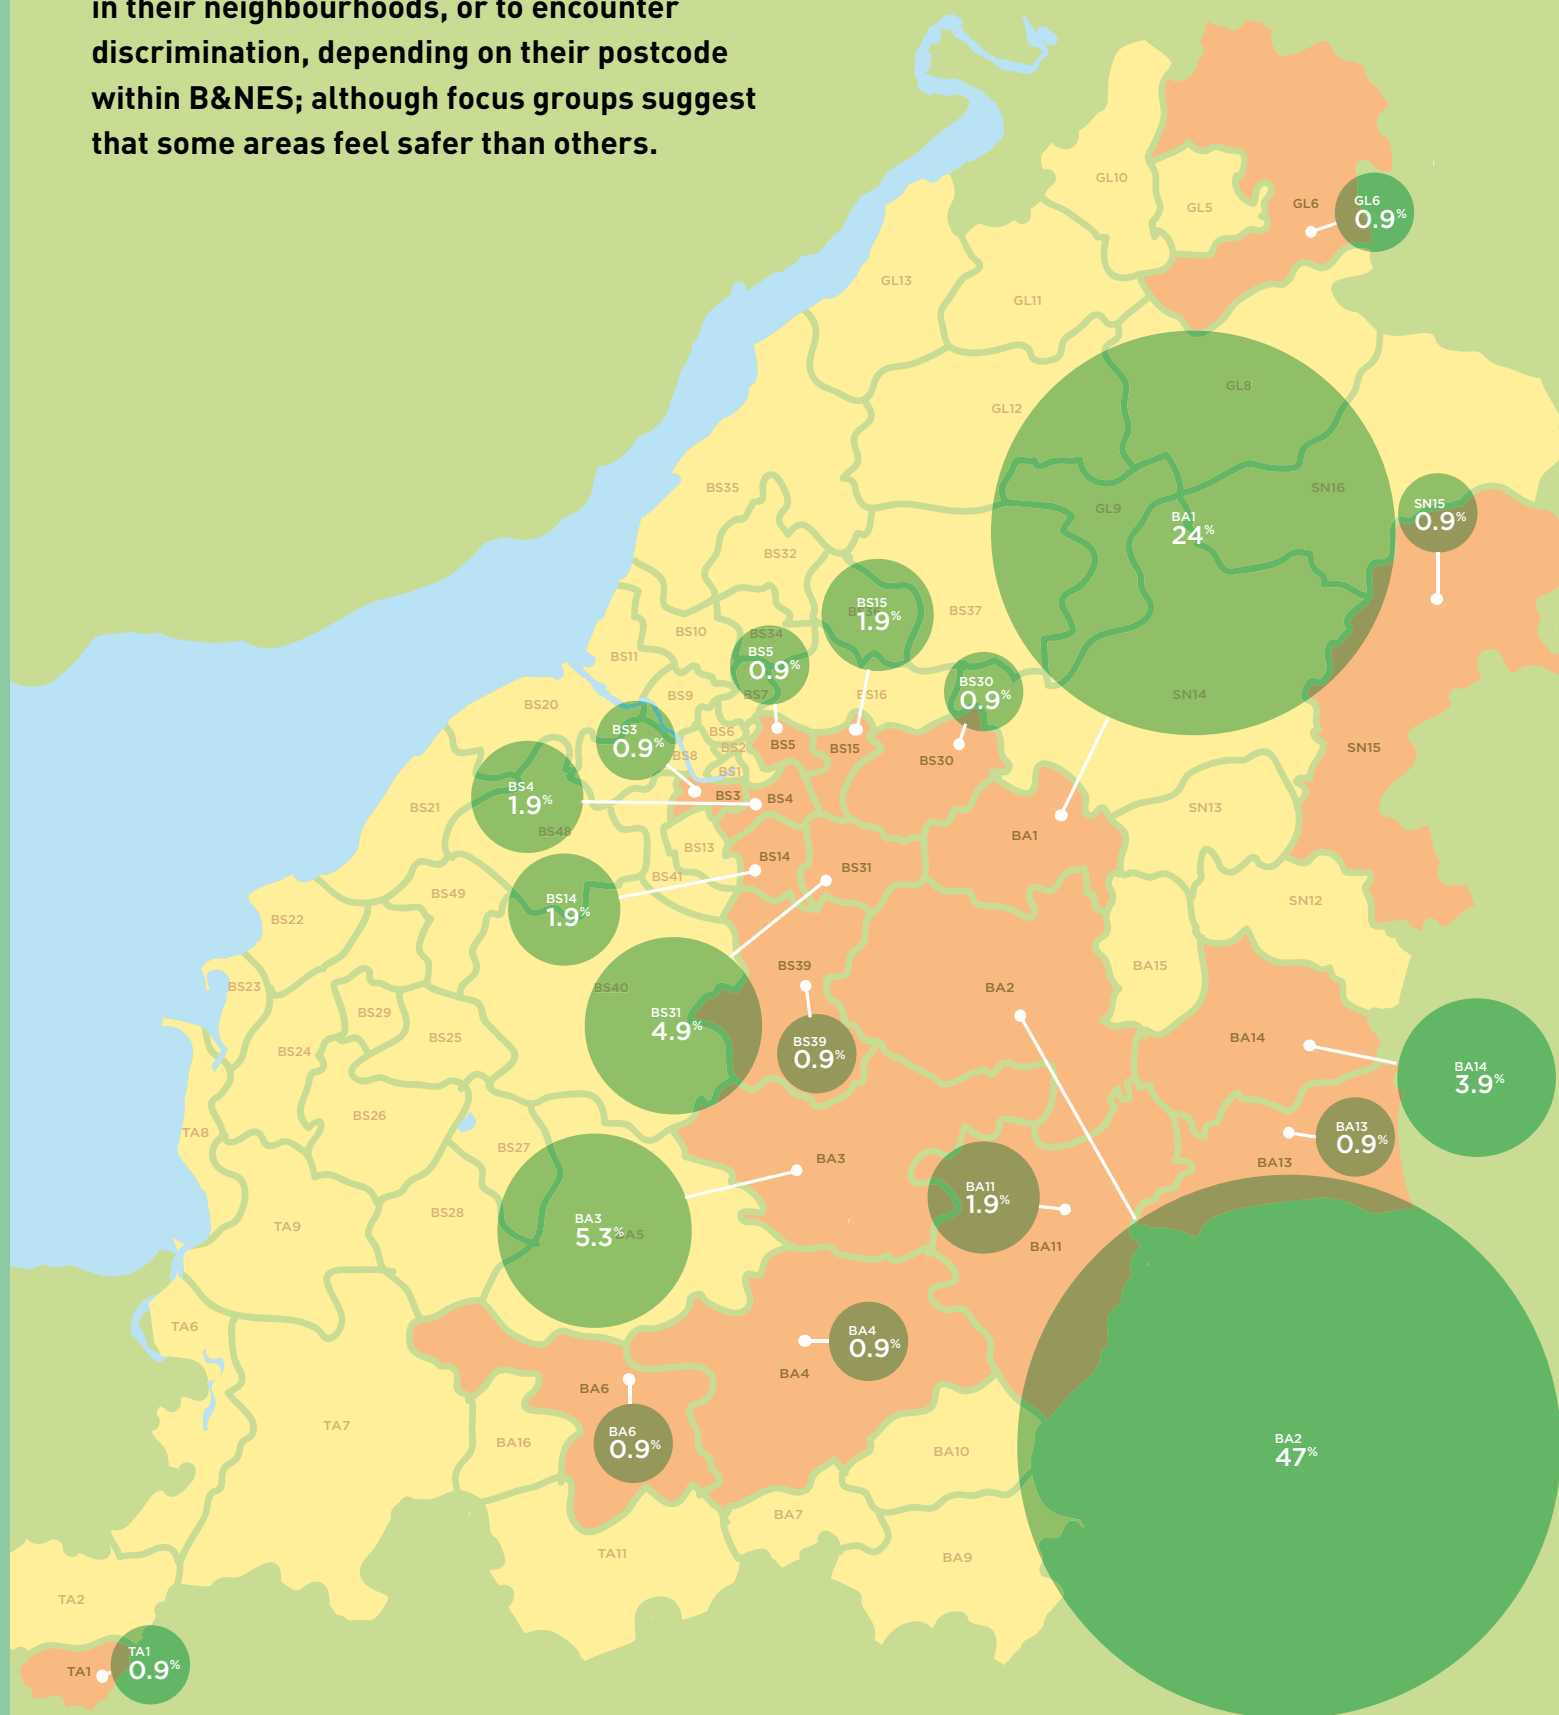 in their neighbourhoods, or to encounter
discrimination, depending on their postcode
within B&NES; although focus groups suggest
that some areas feel safer than others.
GL10
GL5
GL6
GL6
0.9%
GL13
GL11
GL8
GL12
BS35
SN16
GL9
BA1
24%
SN15
0.9%
BS32
BS15
1.9%
BS37
BS10
BS34
BS11
BS5
0.9%
BS30
0.9%
BS9
BS7
BS16
SN14
BS20
BS3
0.9%
BS6
BS2
BS8
BS5
BS15
BS30
SN15
BS1
BS4
1.9%
BS3
BS4
BS21
SN13
BS48
BA1
BS13
BS14
BS31
BS41
BS49
BS14
1.9%
SN12
BS22
BS39
BA15
BS23
BS40
BA2
BS29
BS31
4.9%
BS25
BA14
BS24
BS39
0.9%
BA14
3.9%
BS26
TA8
BA13
0.9%
BS27
BA3
BA13
BA11
1.9%
BS28
TA9
BA3
5.3%
BA5
BA11
TA6
BA4
0.9%
BA4
BA6
TA7
BA6
0.9%
BA16
BA10
BA2
47%
BA7
TA11
BA9
TA2
TA1
TA1
0.9%